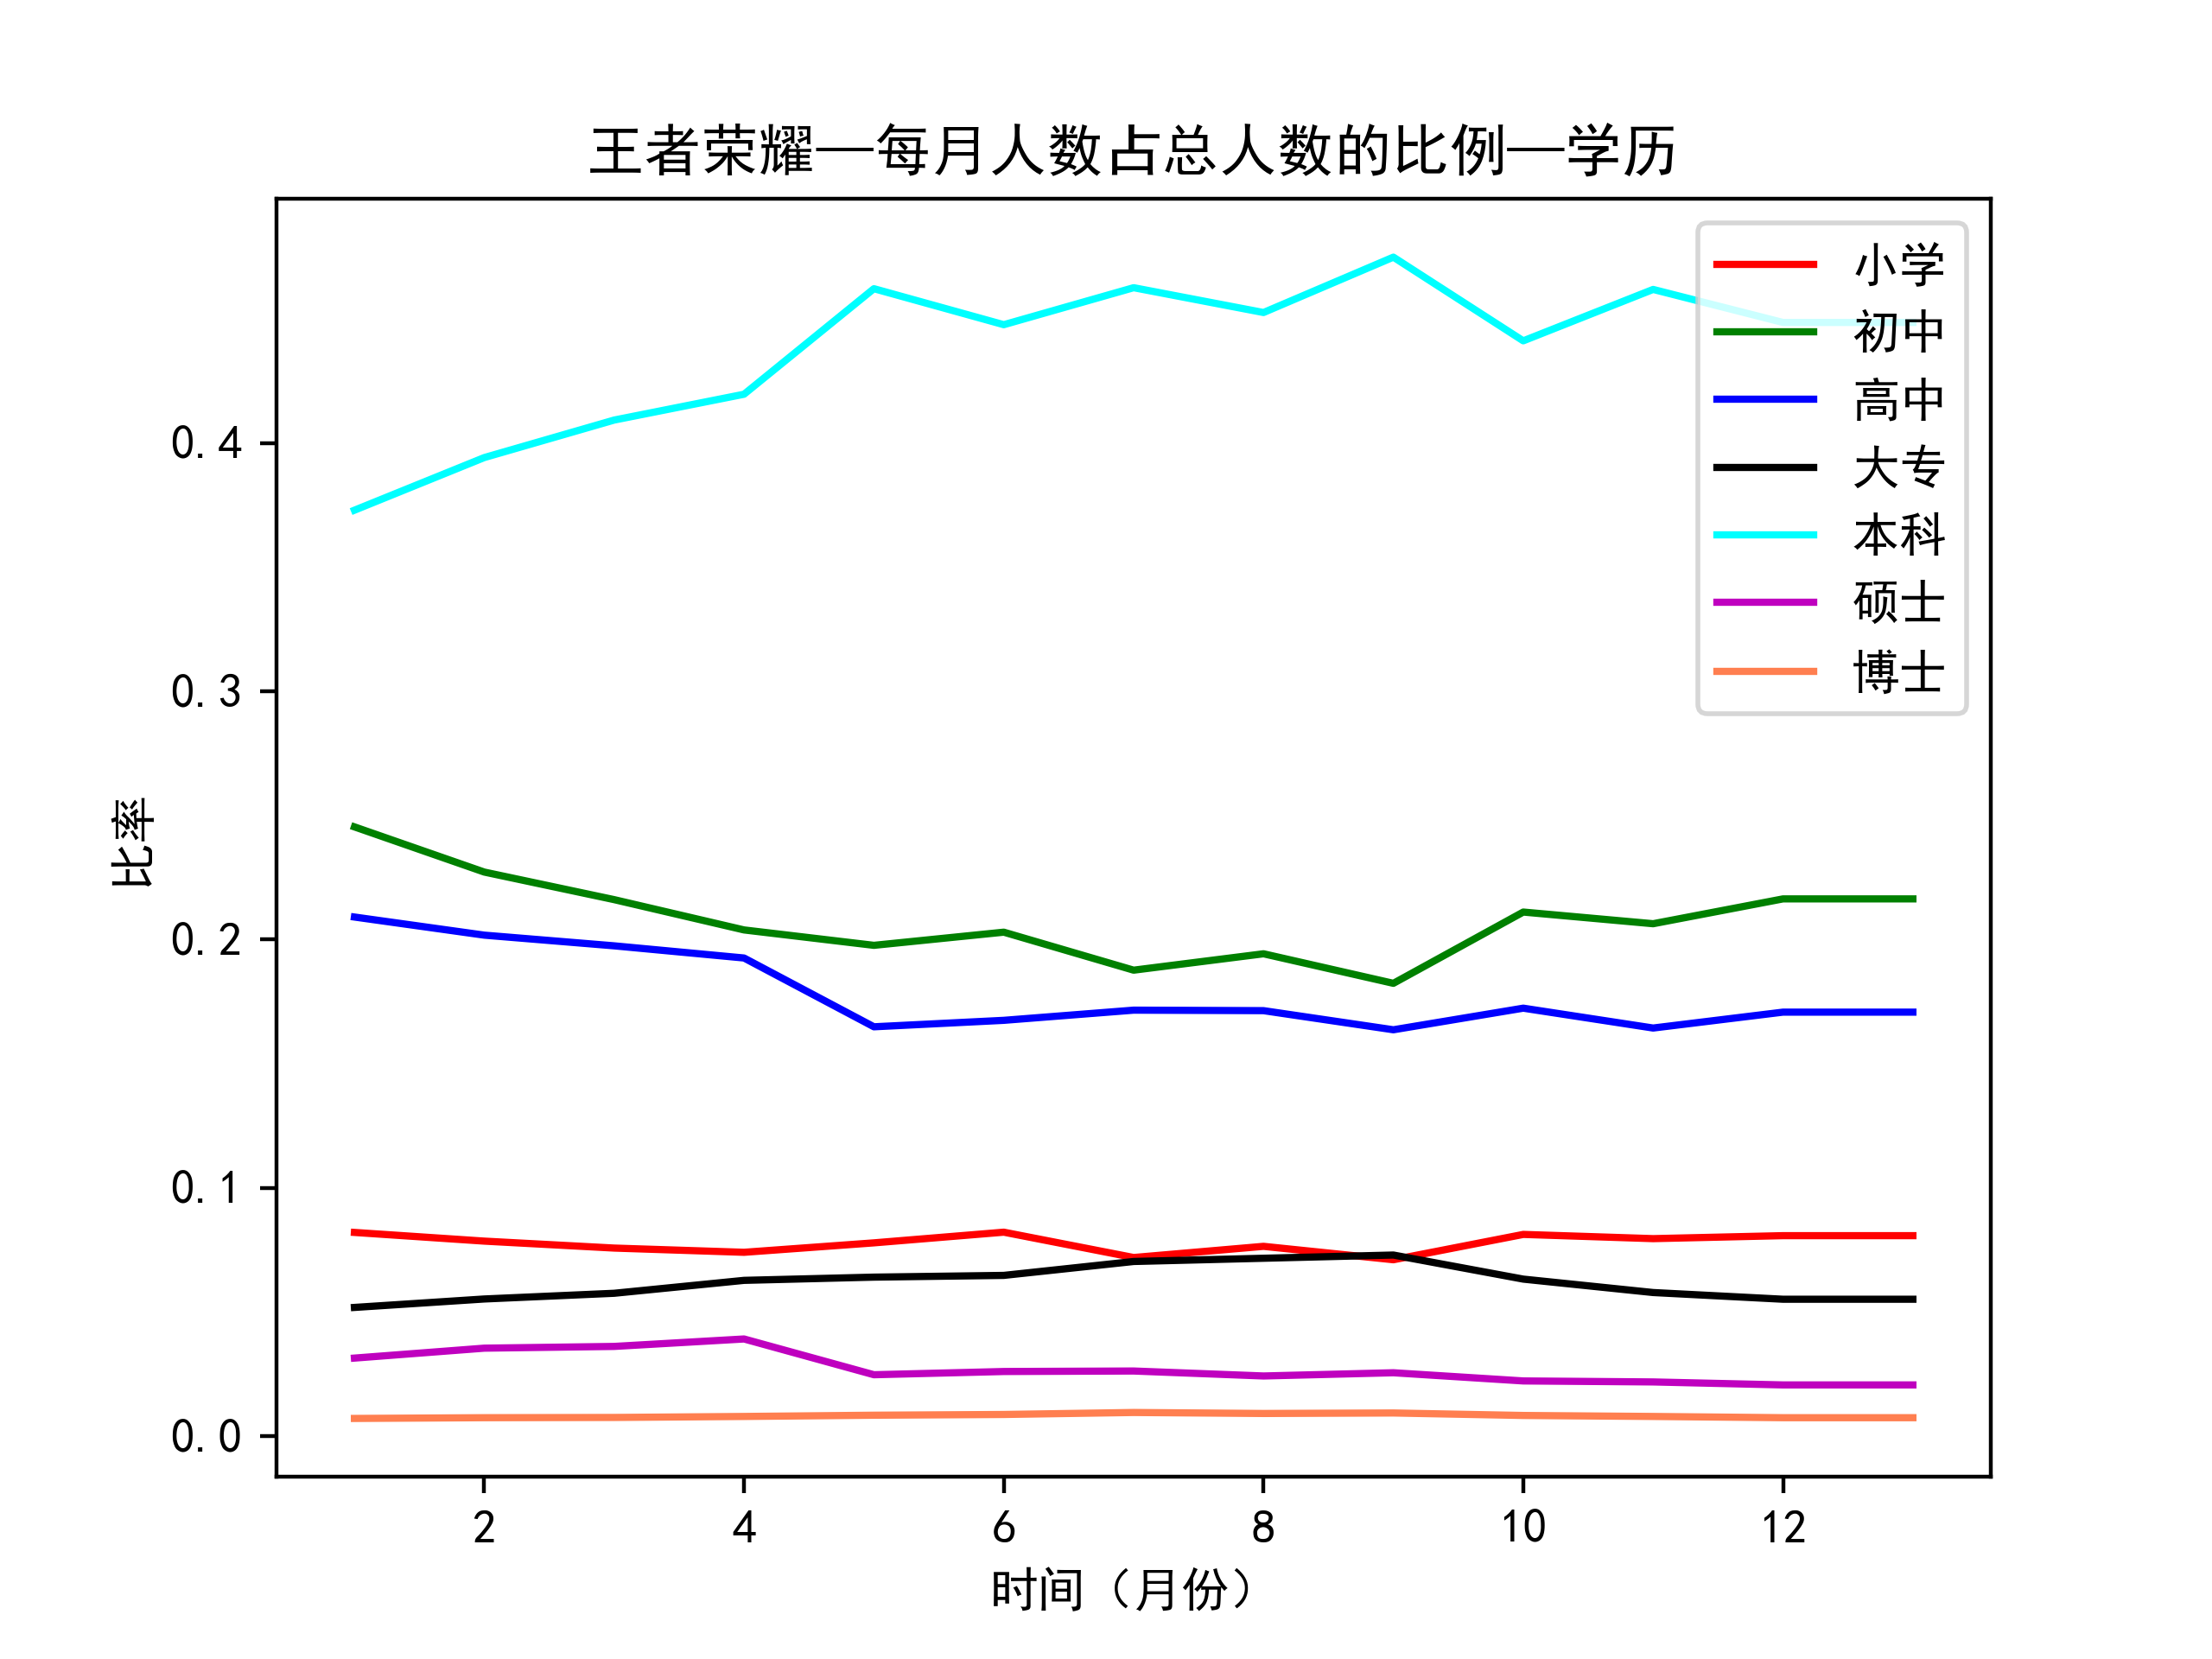 王者荣耀—每月人数占总人数的比例—学历
小学
初中
高中
大专
本科
硕士
博士
比率
0.4
0.3
0.2
0.1
0.0
2 4 6 8 10 12
时间（月份）